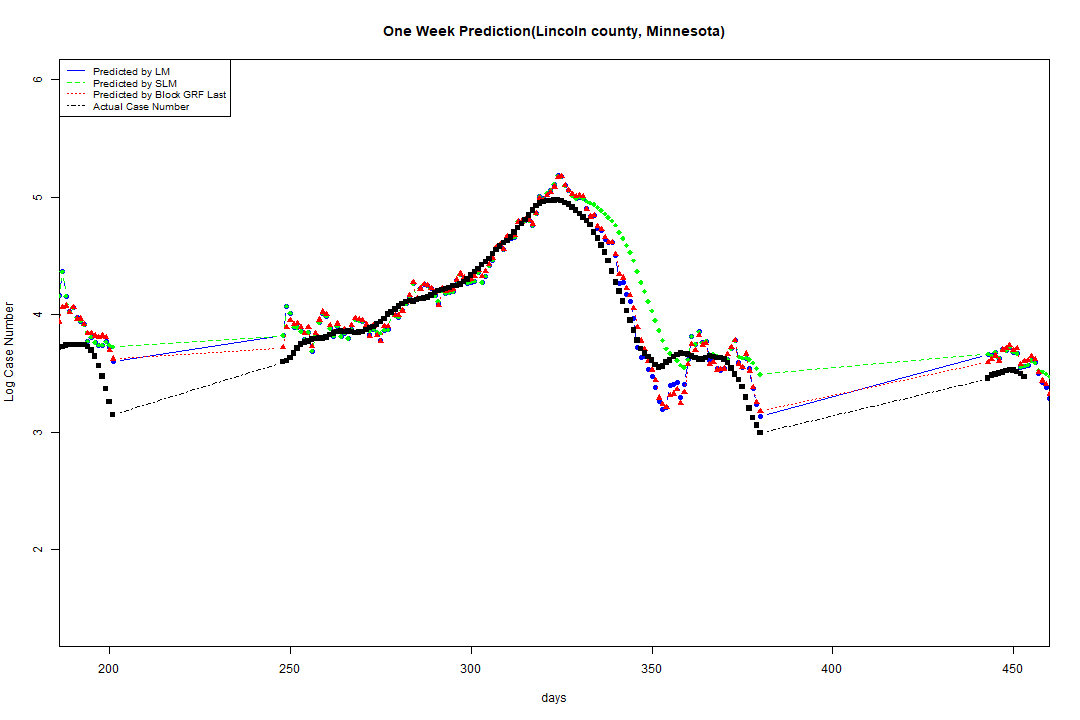 One Week Prediction(Lincoln county, Minnesota)
Predicted by LM
Predicted by SLM
Predicted by Block GRF Last
Actual Case Number
Log Case Number
6
5
4
3
2
200 250 300 350 400 450
days